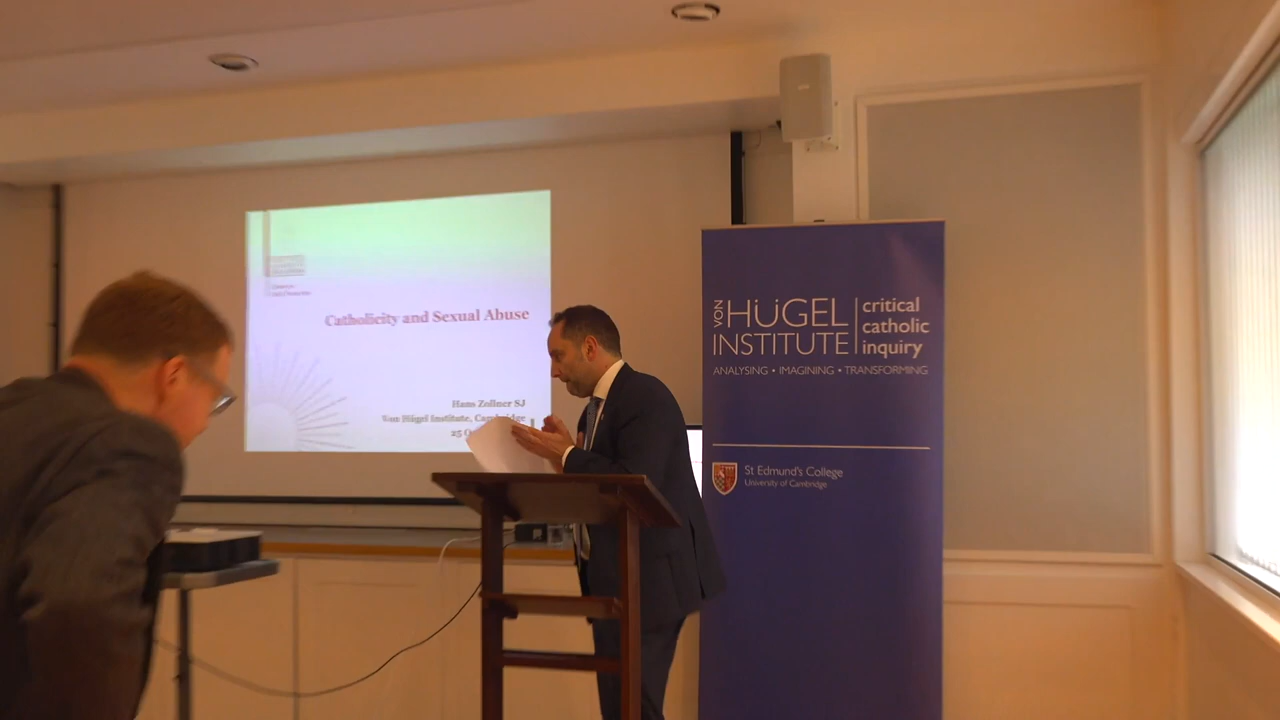 Catholicity and Sexual Abuse
Hans Zollner SJ
Von Hügel Institute, Cambridge
25
VON HÜGEL INSTITUTE
critical
catholic
inquiry
ANALYSING • IMAGINING • TRANSFORMING
St Edmund's College
University of Cambridge